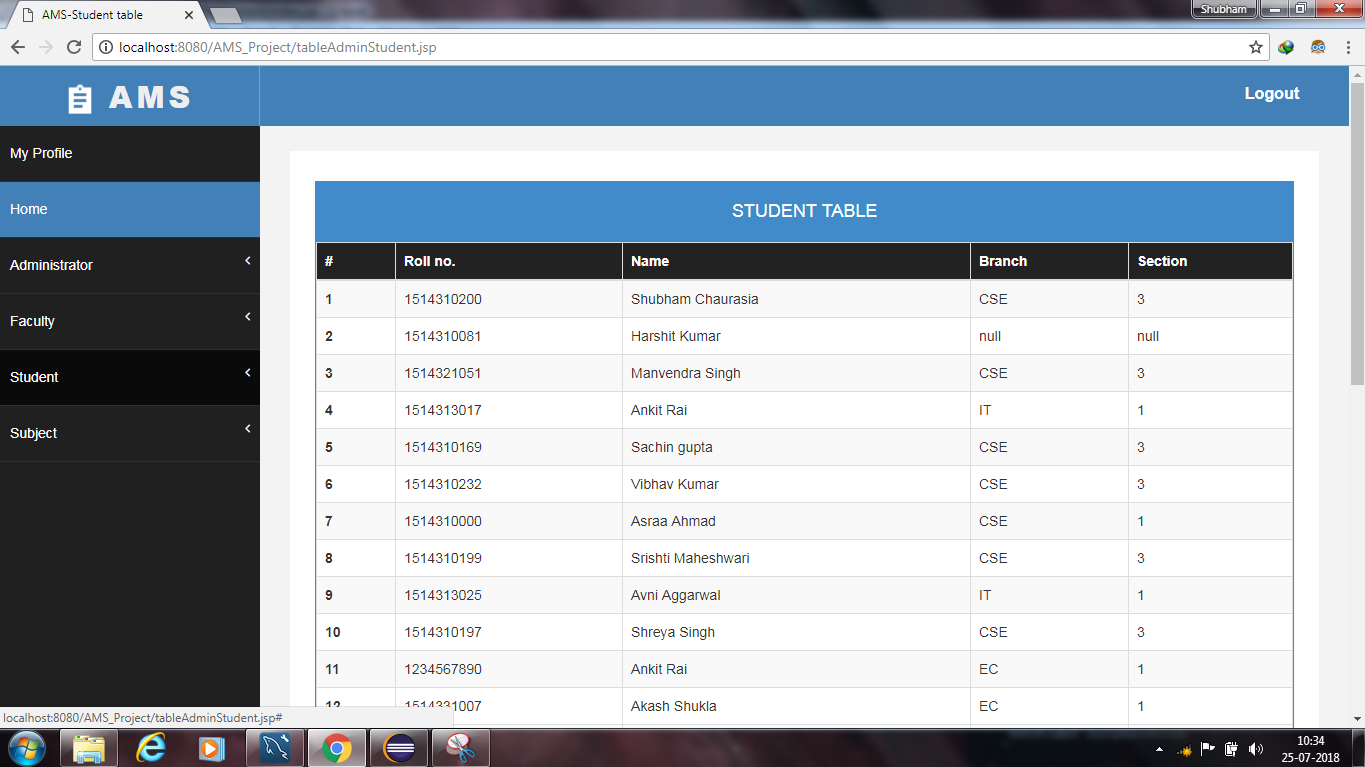 AMS-Student table
Shubham
localhost:8080/AMS_Project/tableAdminStudent.jsp
AMS
Logout
My Profile
Home
Administrator
Faculty
Student
Subject
STUDENT TABLE
# Roll no. Name Branch Section
1 1514310200 Shubham Chaurasia CSE 3
2 1514310081 Harshit Kumar null null
3 1514321051 Manvendra Singh CSE 3
4 1514313017 Ankit Rai IT 1
5 1514310169 Sachin gupta CSE 3
6 1514310232 Vibhav Kumar CSE 3
7 1514310000 Asraa Ahmad CSE 1
8 1514310199 Srishti Maheshwari CSE 3
9 1514313025 Avni Aggarwal IT 1
10 1514310197 Shreya Singh CSE 3
11 1234567890 Ankit Rai EC 1
12 1514331007 Akash Shukla EC 1
localhost:8080/AMS_Project/tableAdminStudent.jsp#
10:34
25-07-2018